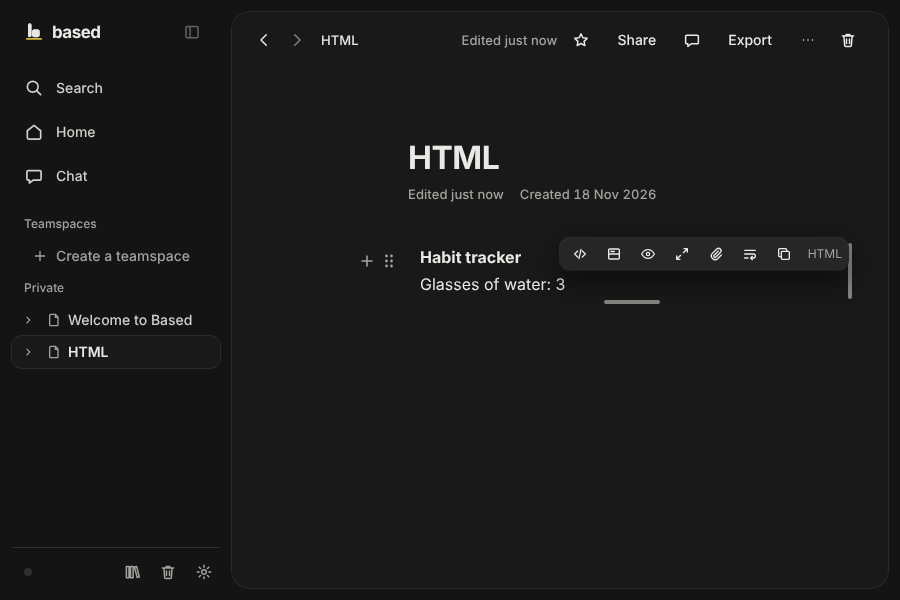 based
Search
Home
Chat
Teamspaces
Create a teamspace
Private
Welcome to Based
HTML
HTML
Edited just now
Share
Export
HTML
Edited just now
Created 18 Nov 2026
Habit tracker
HTML
Glasses of water: 3